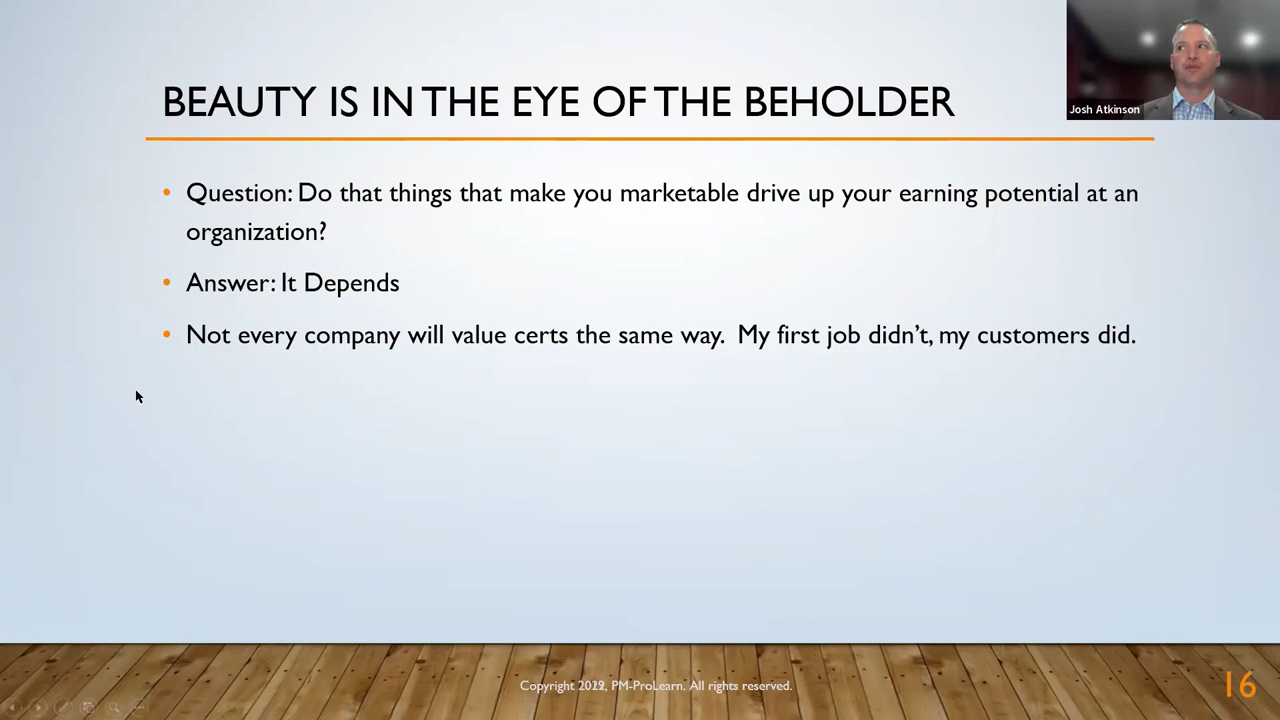 BEAUTY IS IN THE EYE OF THE BEHOLDER
Josh Atkinson
• Question: Do that things that make you marketable drive up your earning potential at an
organization?
• Answer: It Depends
• Not every company will value certs the same way.  My first job didn't, my customers did.
Copyright PM-ProLearn. All rights reserved.
16